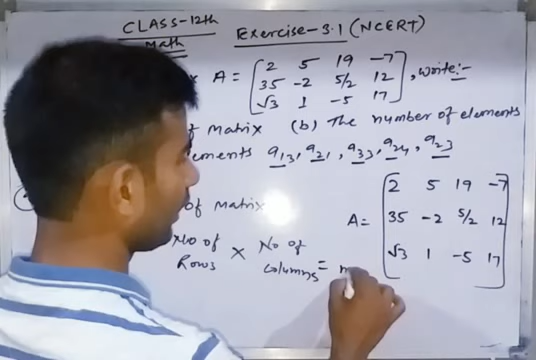 CLASS-12th
Math
Exercise-3.1 (NCERT)
A = [2 5 19 -7
35 -2 5/2 12
√3 1 -5 17], write:-
of matrix (b) The number of elements
ements a13, a21, a33, a24, a23
of matrix
No of Rows × No of columns =
A = [2 5 19 -7
35 -2 5/2 12
√3 1 -5 17]